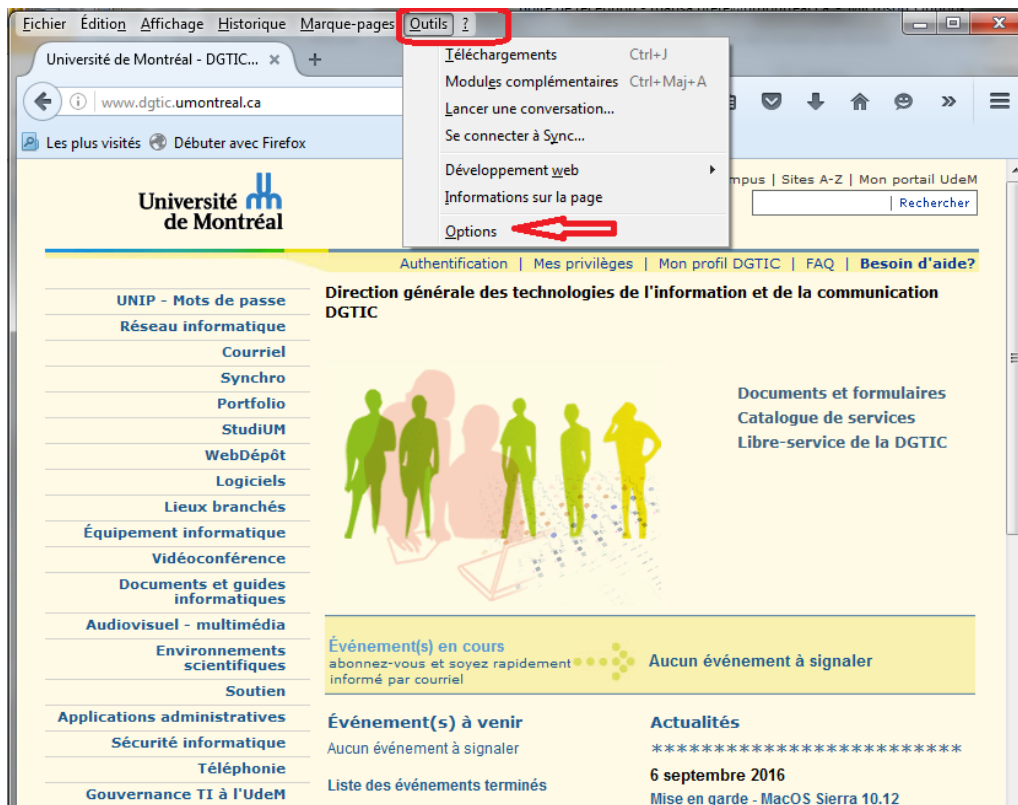 Fichier Édition Affichage Historique Marque-pages Outils ?
Université de Montréal - DGTIC... × +
www.dgtic.umontreal.ca
Les plus visités Débuter avec Firefox
Téléchargements Ctrl+J
Modules complémentaires Ctrl+Maj+A
Lancer une conversation...
Se connecter à Sync...
Développement web
Informations sur la page
Options
Université
de Montréal
| Sites A-Z | Mon portail UdeM
| Rechercher
Authentification | Mes privilèges | Mon profil DGTIC | FAQ | Besoin d'aide?
UNIP - Mots de passe
Réseau informatique
Courriel
Synchro
Portfolio
StudiUM
WebDépôt
Logiciels
Lieux branchés
Équipement informatique
Vidéoconférence
Documents et guides
informatiques
Audiovisuel - multimédia
Environnements
scientifiques
Soutien
Applications administratives
Sécurité informatique
Téléphonie
Gouvernance TI à l'UdeM
Direction générale des technologies de l'information et de la communication
DGTIC
Documents et formulaires
Catalogue de services
Libre-service de la DGTIC
Événement(s) en cours
abonnez-vous et soyez rapidement
informé par courriel
Aucun événement à signaler
Événement(s) à venir
Aucun événement à signaler
Liste des événements terminés
Actualités
*************************
6 septembre 2016
Mise en garde - MacOS Sierra 10.12